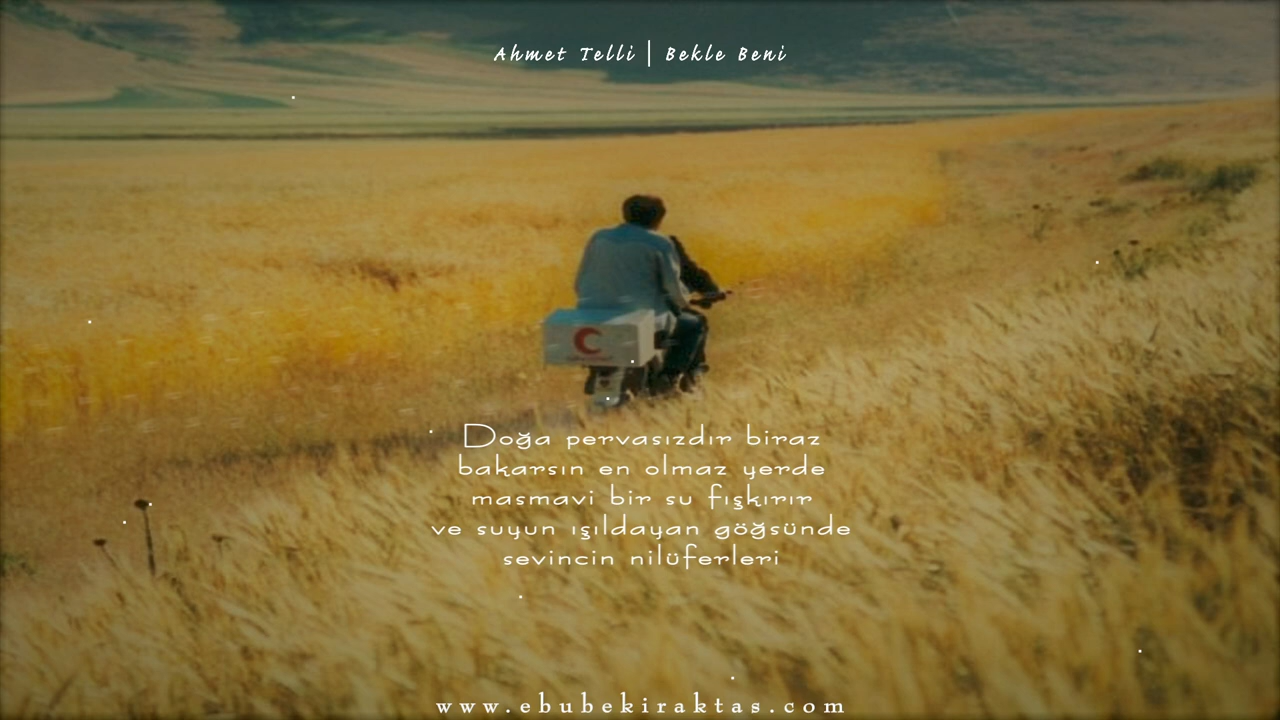 Ahmet Telli | Bekle Beni
Doğa pervasızdır biraz
bakarsın en olmaz yerde
masmavi bir su fışkırır
ve suyun ışıldayan göğsünde
sevincin nilüferleri
www.ebubekiraktas.com